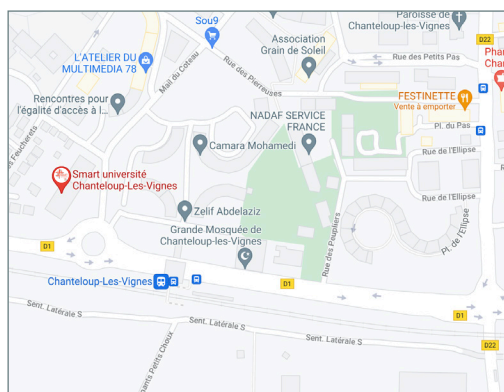 Sou9
Paroisse de
Chanteloup-les-Vignes
D22
L'ATELIER DU
MULTIMEDIA 78
Association
Grain de Soleil
Rue des Petits Pas
Mail du Coteau
Rue des Pierreuses
Rencontres pour
l'égalité d'accès à l...
NADAF SERVICE
FRANCE
FESTINETTE
Vente à emporter
Pl. du Pas
Camara Mohamedi
Rue de l'Ellipse
Smart université
Chanteloup-Les-Vignes
Rue de l'Ellipse
Zelif Abdelaziz
Grande Mosquée de
Chanteloup-les-Vignes
Rue des Peupliers
Pl. de l'Ellipse
D1
Chanteloup-Les-Vignes
D1
D1
Sent. Latérale S
Sent. Latérale S
Sent. Latérale S
D22